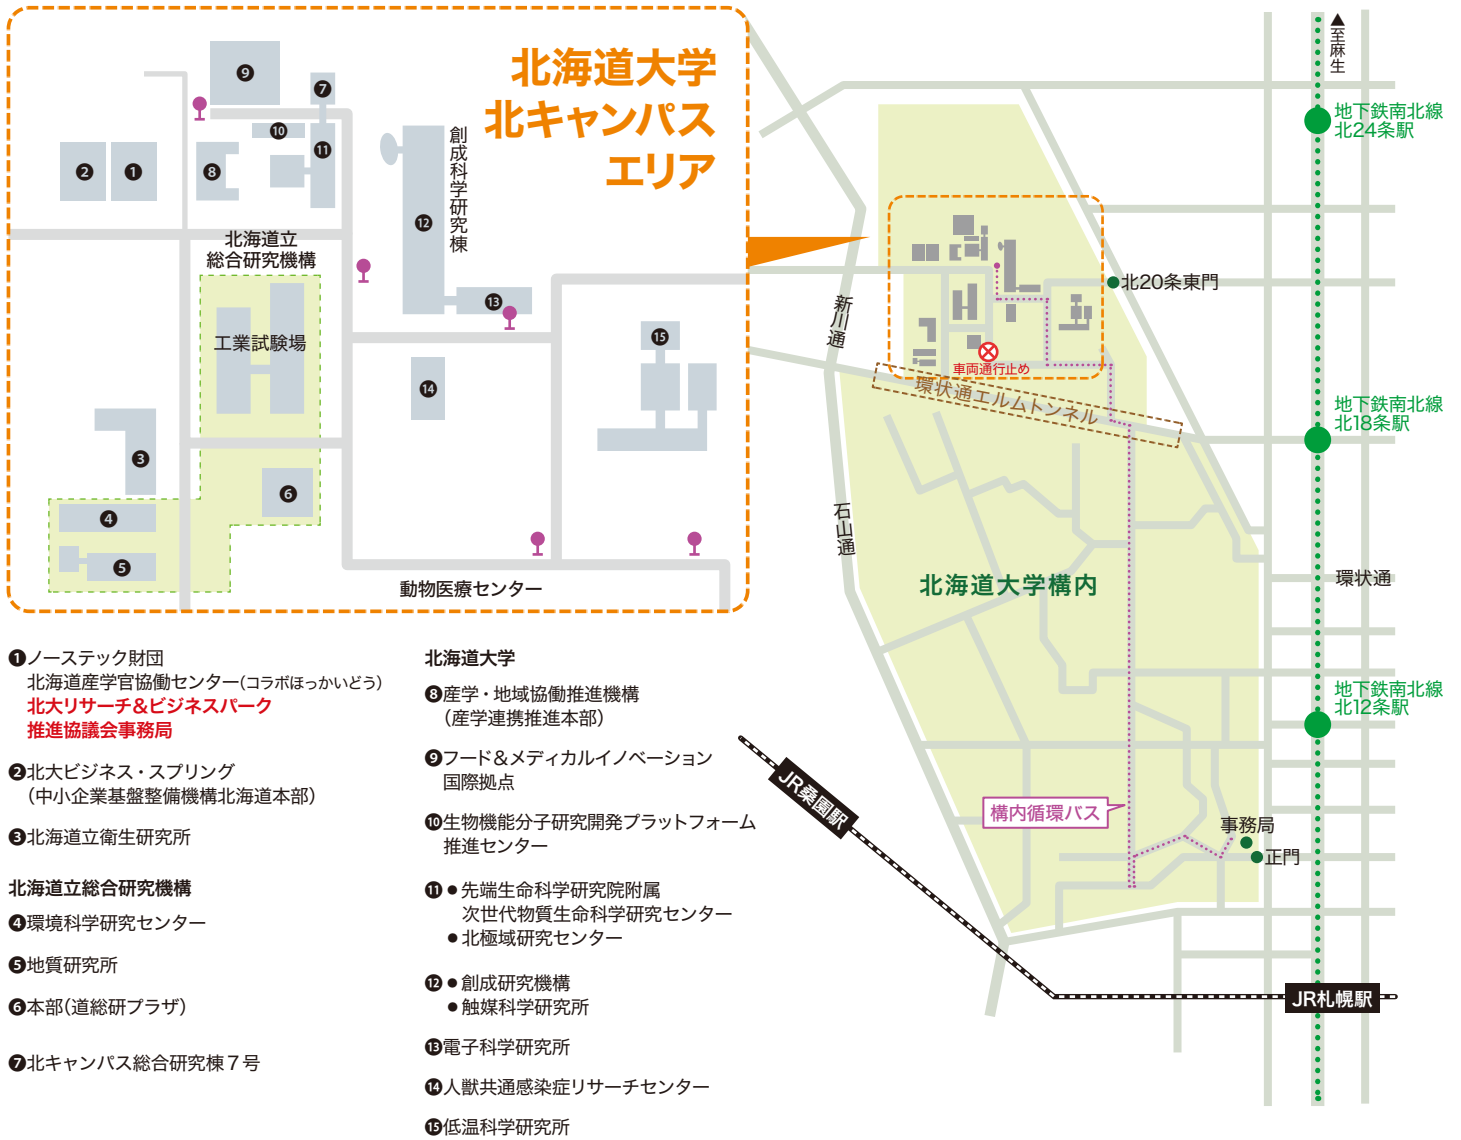 北海道大学
北キャンパス
エリア
❾
❼
❿
⓫
❷
❶
❽
⓬
創成科学研究棟
北海道立
総合研究機構
⓭
工業試験場
⓯
⓮
❸
❻
❹
❺
動物医療センター
▲至麻生
地下鉄南北線
北24条駅
北20条東門
新川通
車両通行止め
環状通エルムトンネル
地下鉄南北線
北18条駅
石山通
北海道大学構内
環状通
地下鉄南北線
北12条駅
JR桑園駅
構内循環バス
事務局
正門
JR札幌駅
❶ノーステック財団
北海道産学官協働センター(コラボほっかいどう)
北大リサーチ&ビジネスパーク
推進協議会事務局
❷北大ビジネス・スプリング
(中小企業基盤整備機構北海道本部)
❸北海道立衛生研究所
北海道立総合研究機構
❹環境科学研究センター
❺地質研究所
❻本部(道総研プラザ)
❼北キャンパス総合研究棟7号
北海道大学
❽産学・地域協働推進機構
(産学連携推進本部)
❾フード&メディカルイノベーション
国際拠点
❿生物機能分子研究開発プラットフォーム
推進センター
⓫●先端生命科学研究院附属
次世代物質生命科学研究センター
●北極域研究センター
⓬●創成研究機構
●触媒科学研究所
⓭電子科学研究所
⓮人獣共通感染症リサーチセンター
⓯低温科学研究所